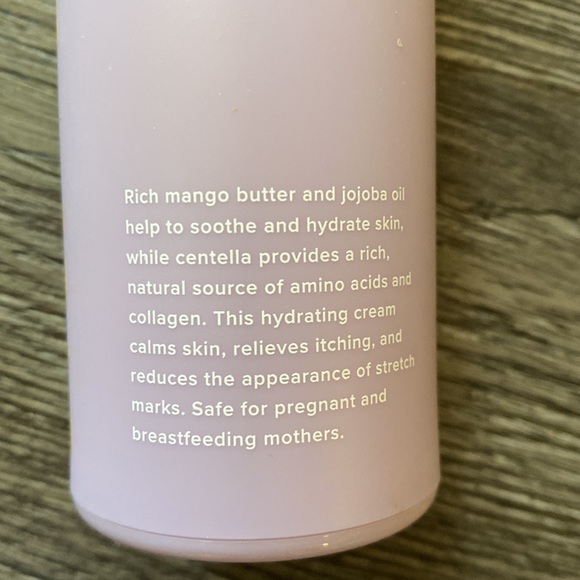 Rich mango butter and jojoba oil
help to soothe and hydrate skin,
while centella provides a rich,
natural source of amino acids and
collagen. This hydrating cream
calms skin, relieves itching, and
reduces the appearance of stretch
marks. Safe for pregnant and
breastfeeding mothers.